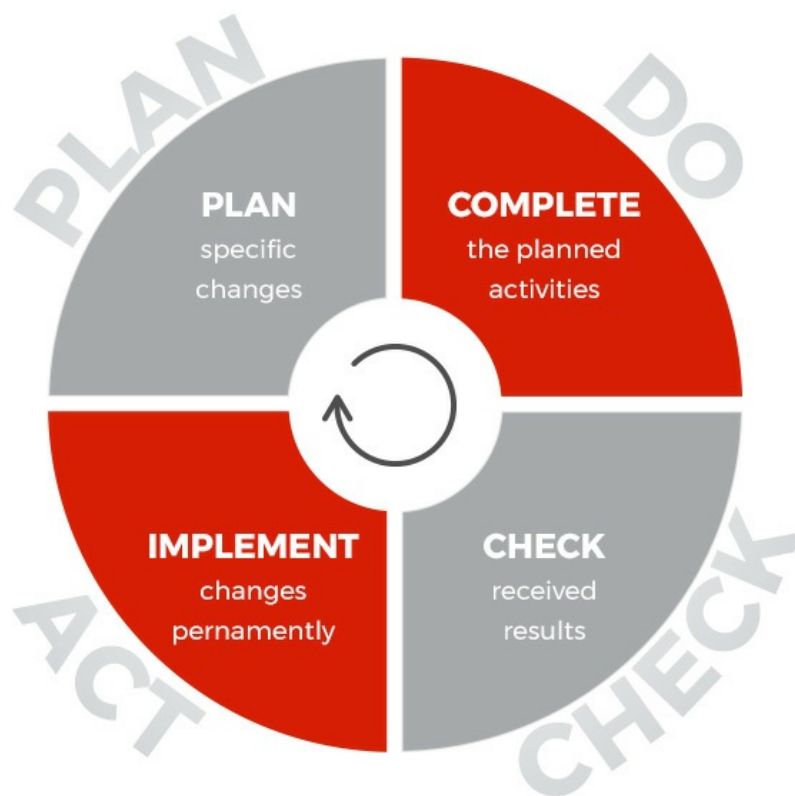 PLAN
PLAN
specific
changes
DO
COMPLETE
the planned
activities
CHECK
CHECK
received
results
ACT
IMPLEMENT
changes
pernamently